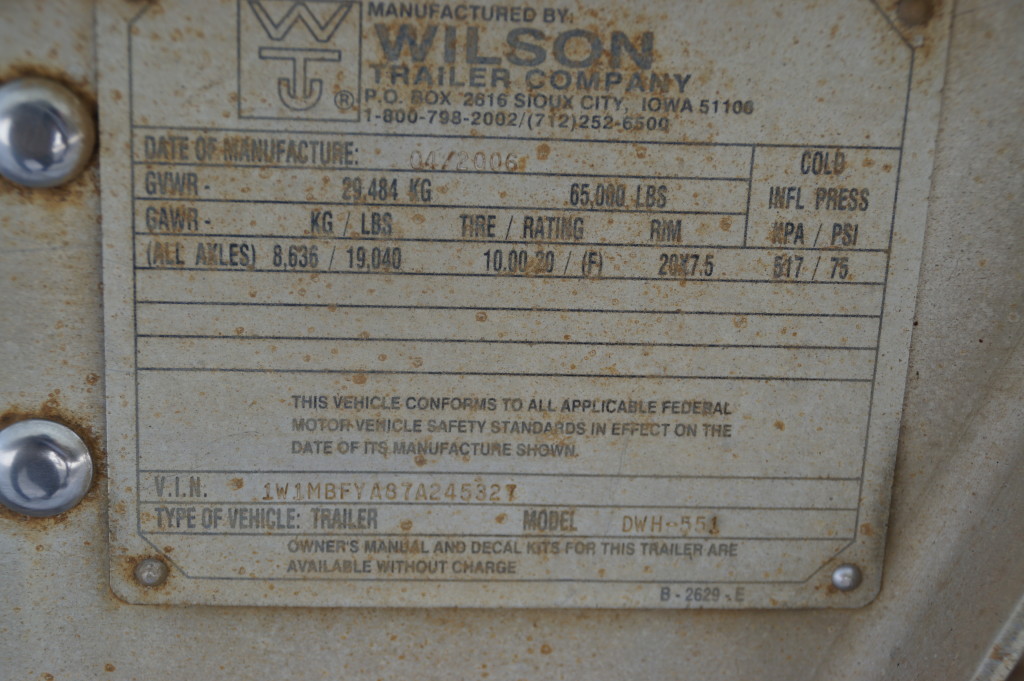 WTJ ®
MANUFACTURED BY:
WILSON
TRAILER COMPANY
P.O. BOX 2816 SIOUX CITY, IOWA 51106
1-800-798-2002/(712)252-6500
DATE OF MANUFACTURE: 04/2006
COLD
INFL PRESS
MPA / PSI
GVWR - 29,484 KG 65,000 LBS
GAWR - KG / LBS TIRE / RATING RIM
(ALL AXLES) 8,636 / 19,040 10.00-20 / (F) 20X7.5 517 / 75
THIS VEHICLE CONFORMS TO ALL APPLICABLE FEDERAL
MOTOR VEHICLE SAFETY STANDARDS IN EFFECT ON THE
DATE OF ITS MANUFACTURE SHOWN.
V.I.N. 1W1MBFYA87A245327
TYPE OF VEHICLE: TRAILER MODEL DWH-551
OWNER'S MANUAL AND DECAL KITS FOR THIS TRAILER ARE
AVAILABLE WITHOUT CHARGE
B - 2629 - E